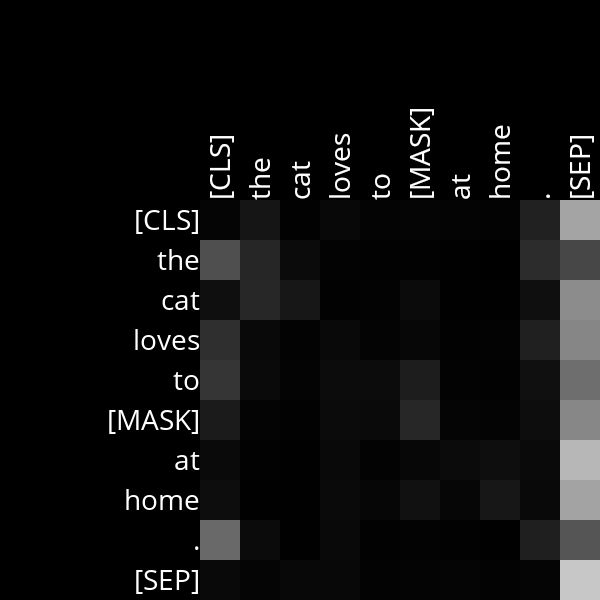 [CLS] the cat loves to [MASK] at home . [SEP]
[CLS]
the
cat
loves
to
[MASK]
at
home
.
[SEP]